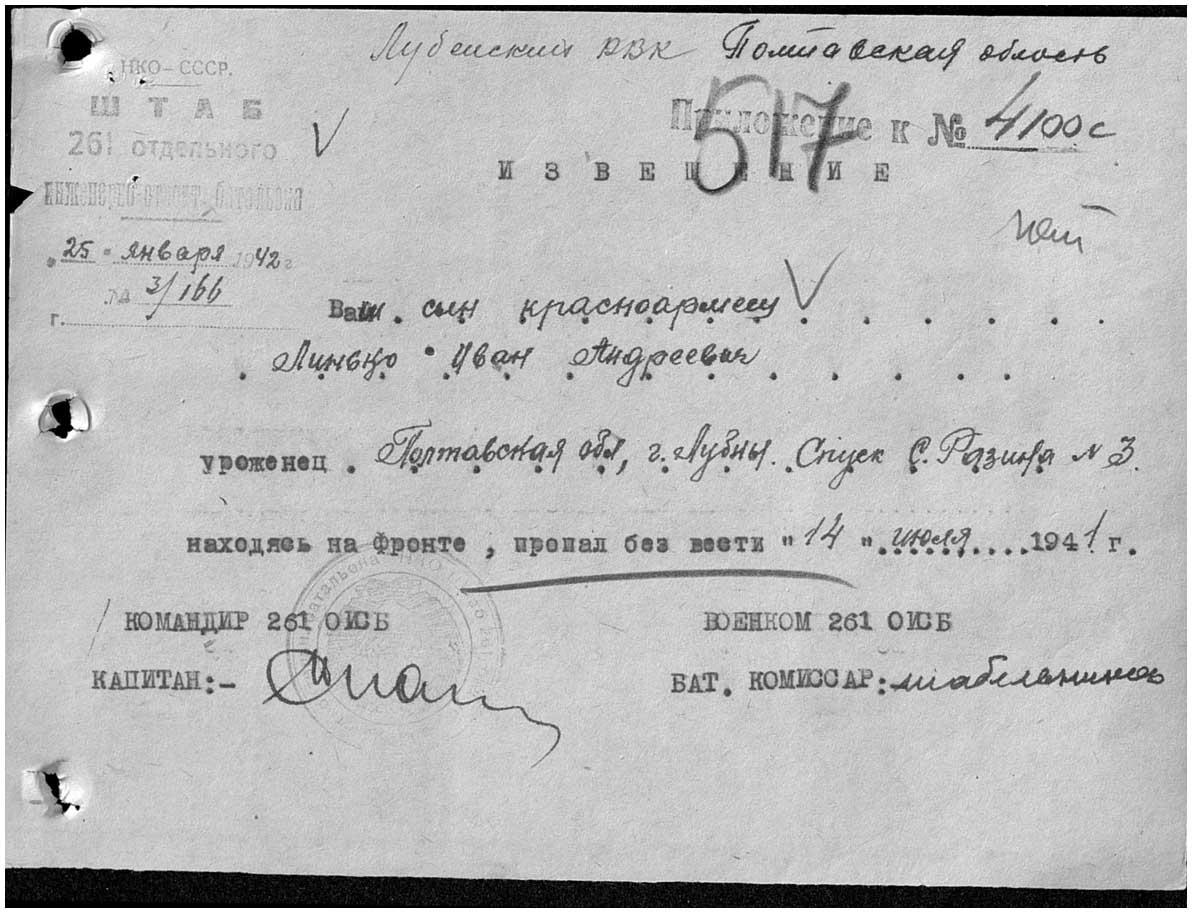 Лубенский РВК Полтавская область
НКО-СССР.
ШТАБ
261 отдельного
инженерно-строит. батальона
"25" января 1942 г
№ 3/166
г.
Приложение к № 4100с
517
ИЗВЕЩЕНИЕ
Ваш сын красноармеец
Линько Иван Андреевич
уроженец Полтавская обл, г. Лубны. Спуск С. Разина № 3.
находясь на фронте, пропал без вести "14" июля 1941 г.
КОМАНДИР 261 ОИСБ ВОЕНКОМ 261 ОИСБ
КАПИТАН:- БАТ. КОМИССАР: